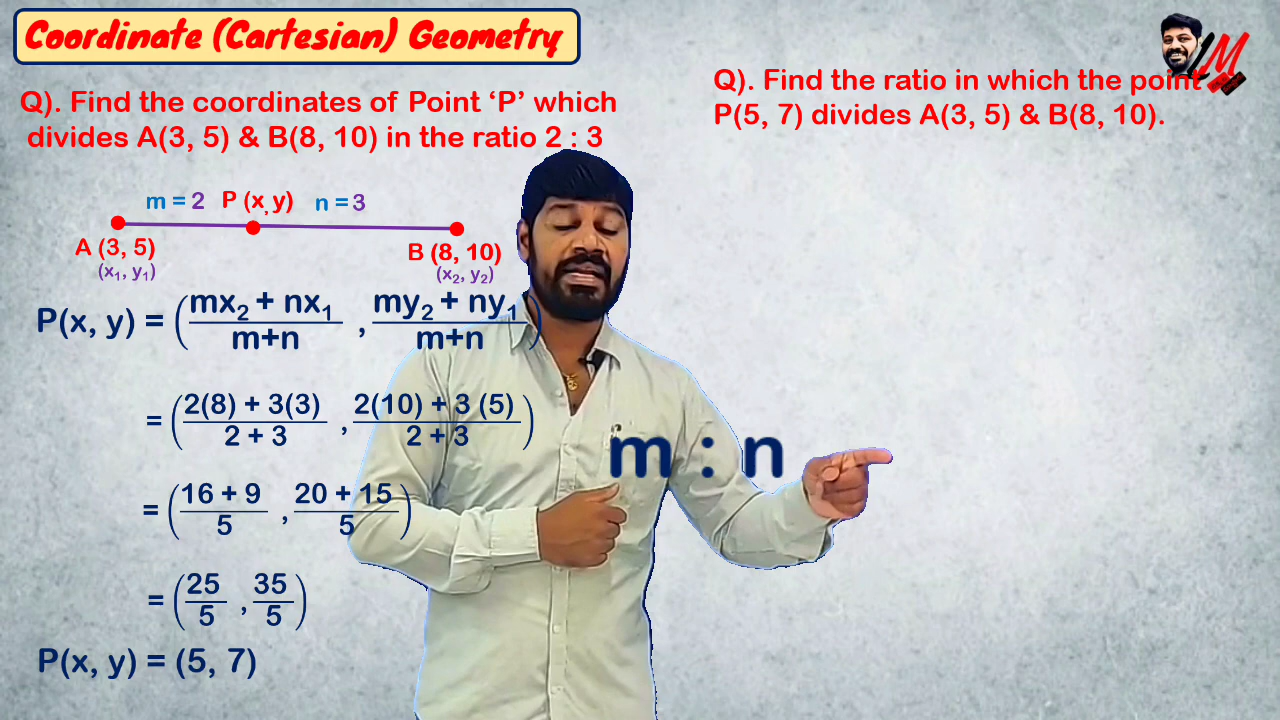 Coordinate (Cartesian) Geometry
Q). Find the coordinates of Point ‘P’ which
divides A(3, 5) & B(8, 10) in the ratio 2 : 3
m = 2 P (x, y) n = 3
A (3, 5) B (8, 10)
(x₁, y₁) (x₂, y₂)
P(x, y) = ( mx₂ + nx₁ / m+n , my₂ + ny₁ / m+n )
= ( 2(8) + 3(3) / 2 + 3 , 2(10) + 3 (5) / 2 + 3 )
= ( 16 + 9 / 5 , 20 + 15 / 5 )
= ( 25 / 5 , 35 / 5 )
P(x, y) = (5, 7)
m : n
Q). Find the ratio in which the point
P(5, 7) divides A(3, 5) & B(8, 10).
LM